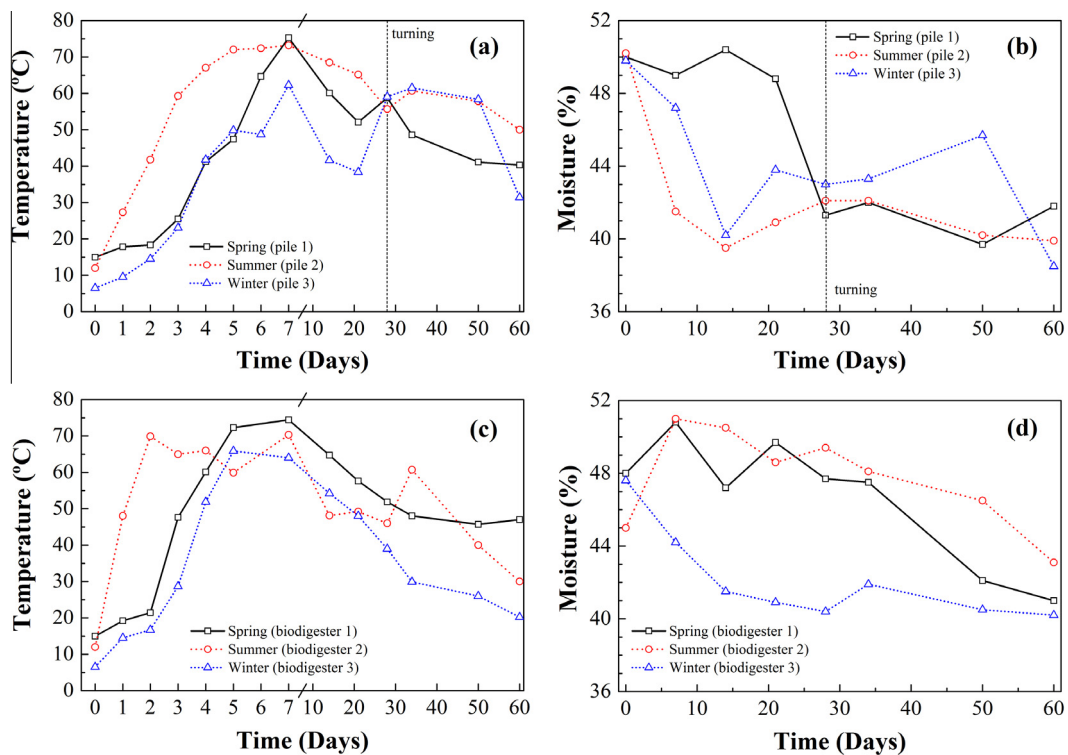 80
70
60
50
40
30
20
10
0
Temperature (ºC)
turning
(a)
Spring (pile 1)
Summer (pile 2)
Winter (pile 3)
0 1 2 3 4 5 6 7 10 20 30 40 50 60
Time (Days)
52
48
44
40
36
Moisture (%)
Spring (pile 1)
Summer (pile 2)
Winter (pile 3)
(b)
turning
0 10 20 30 40 50 60
Time (Days)
80
70
60
50
40
30
20
10
0
Temperature (ºC)
(c)
Spring (biodigester 1)
Summer (biodigester 2)
Winter (biodigester 3)
0 1 2 3 4 5 6 7 10 20 30 40 50 60
Time (Days)
52
48
44
40
36
Moisture (%)
(d)
Spring (biodigester 1)
Summer (biodigester 2)
Winter (biodigester 3)
0 10 20 30 40 50 60
Time (Days)